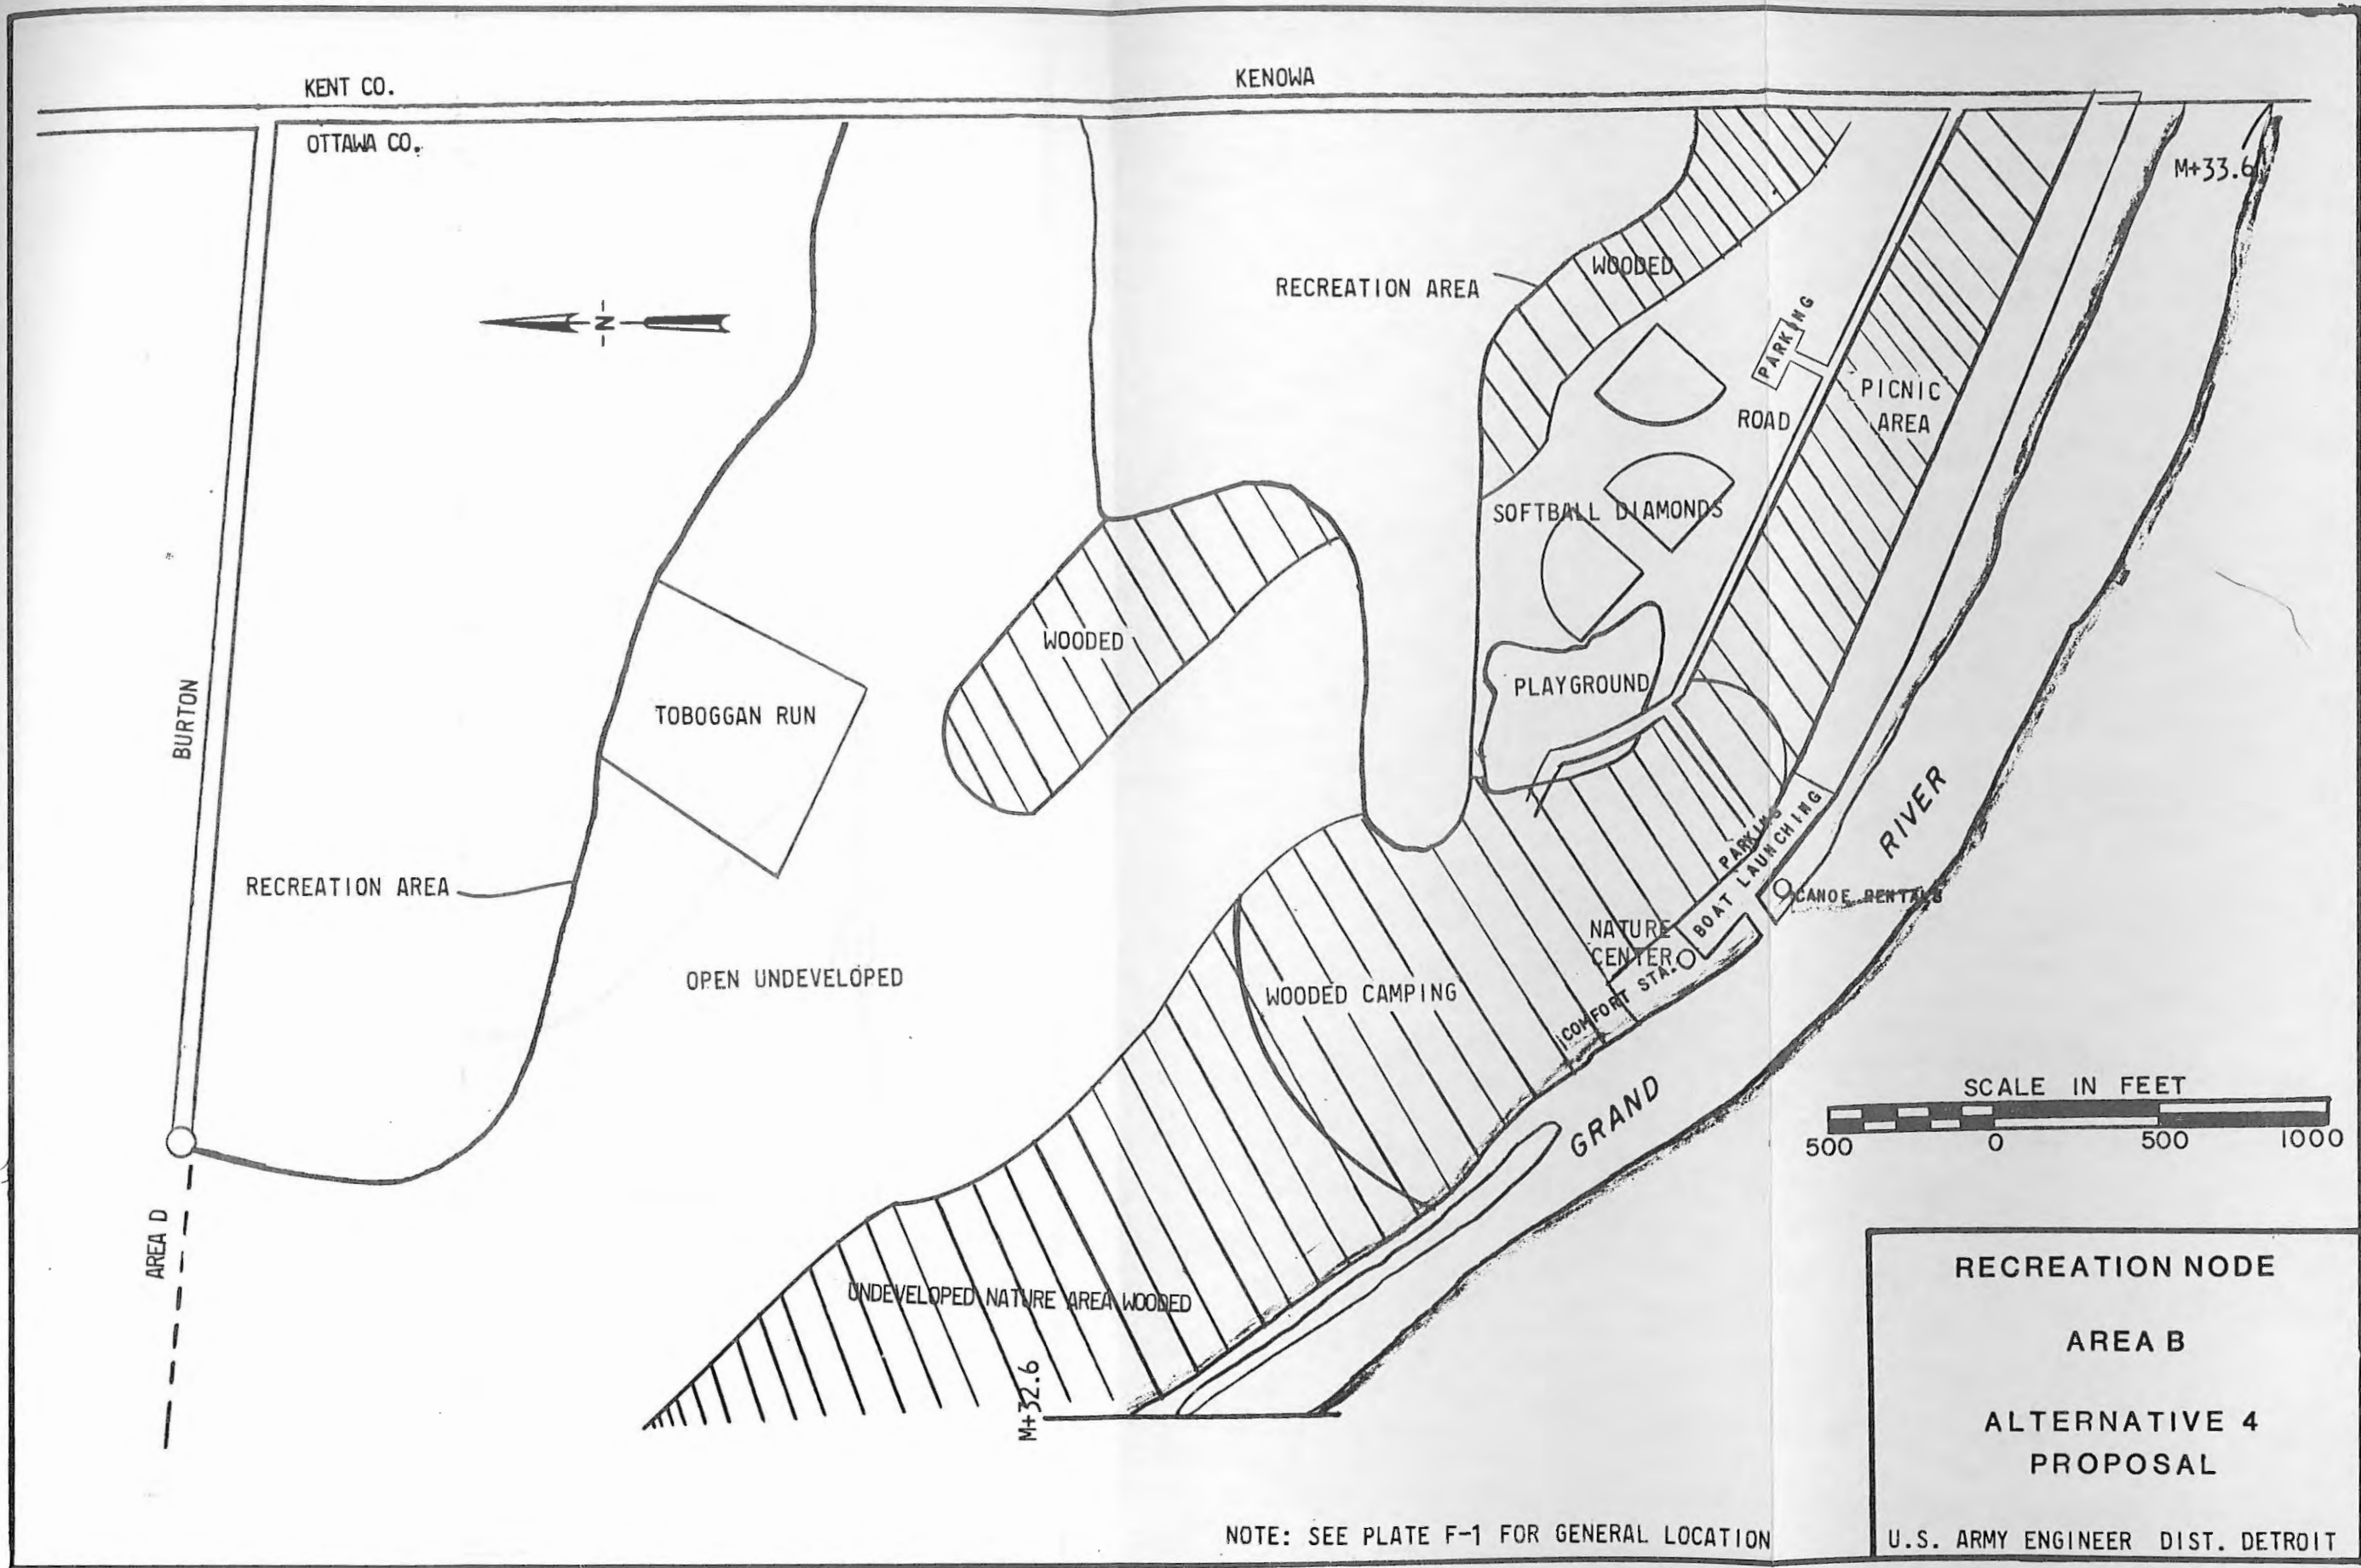 KENT CO.
KENOWA
OTTAWA CO.
M+33.6
WOODED
RECREATION AREA
PARKING
PICNIC
AREA
ROAD
SOFTBALL DIAMONDS
WOODED
PLAYGROUND
BURTON
TOBOGGAN RUN
RIVER
PARKING
BOAT LAUNCHING
RECREATION AREA
CANOE RENTALS
NATURE
CENTER
COMFORT STA.
OPEN UNDEVELOPED
WOODED CAMPING
GRAND
SCALE IN FEET
500 0 500 1000
AREA D
UNDEVELOPED NATURE AREA WOODED
M+32.6
N
RECREATION NODE
AREA B
ALTERNATIVE 4
PROPOSAL
NOTE: SEE PLATE F-1 FOR GENERAL LOCATION
U.S. ARMY ENGINEER DIST. DETROIT